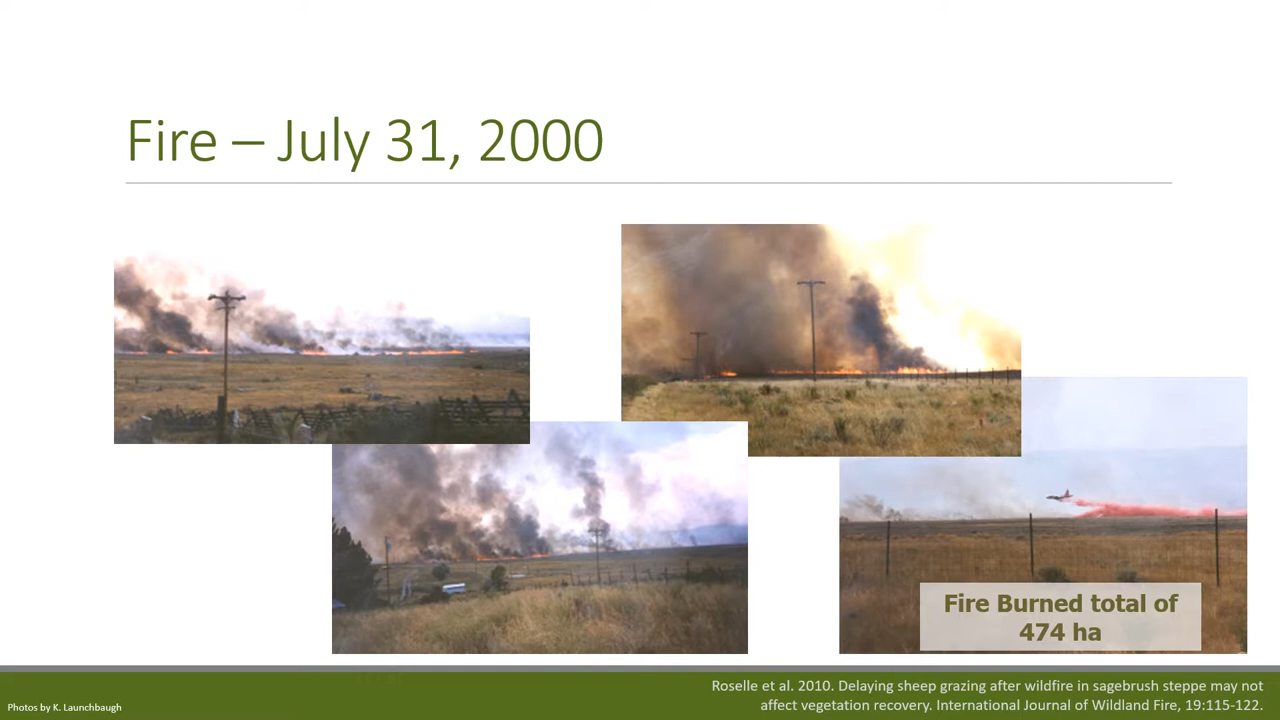 Fire – July 31, 2000
Fire Burned total of
474 ha
Roselle et al. 2010. Delaying sheep grazing after wildfire in sagebrush steppe may not
affect vegetation recovery. International Journal of Wildland Fire, 19:115-122.
Photos by K. Launchbaugh